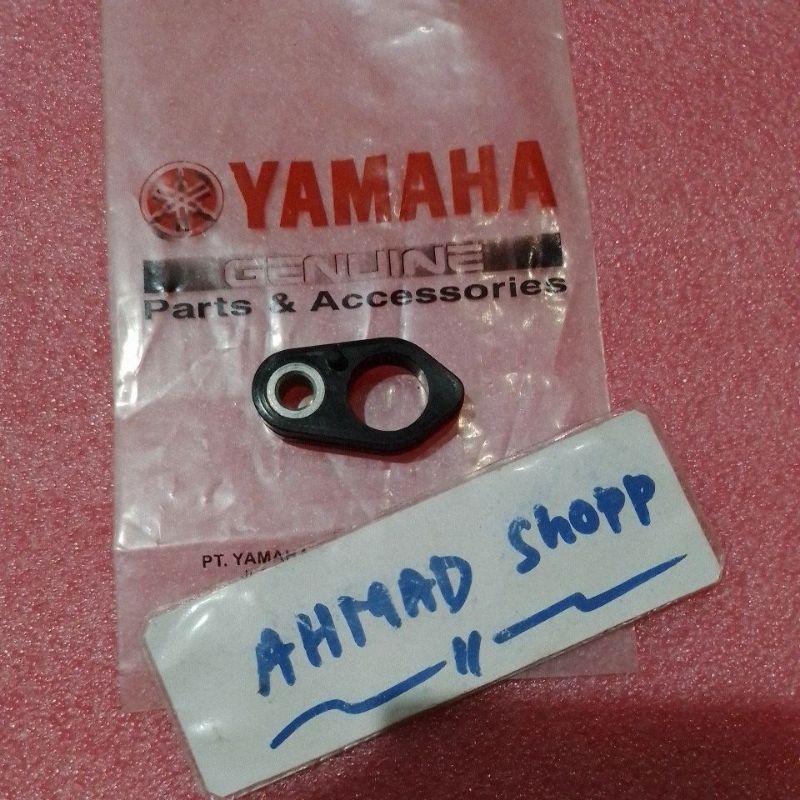 YAMAHA
GENUINE
Parts & Accessories
PT. YAMAHA
AHMAD Shopp